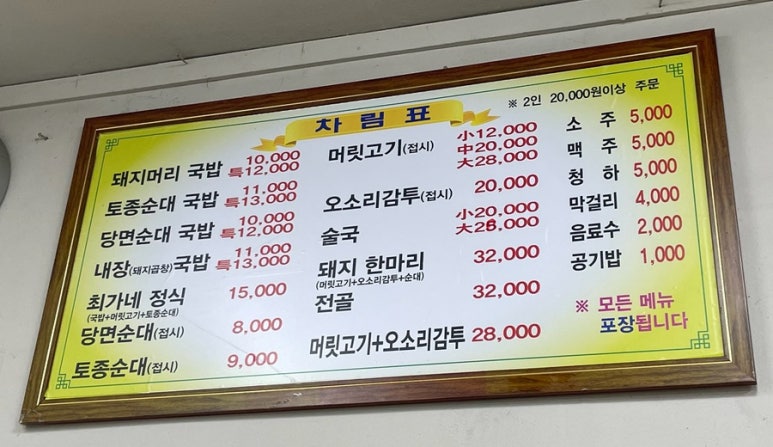 차림표
※ 2인 20,000원이상 주문
돼지머리 국밥 10,000
특12,000
토종순대 국밥 11,000
특13,000
당면순대 국밥 10,000
특12,000
내장(돼지곱창)국밥 11,000
특13,000
최가네 정식 15,000
(국밥+머릿고기+토종순대)
당면순대(접시) 8,000
토종순대(접시) 9,000
머릿고기(접시) 小12,000
中20,000
大28,000
오소리감투(접시) 20,000
술국 小20,000
大28,000
돼지 한마리 32,000
(머릿고기+오소리감투+순대)
전골 32,000
머릿고기+오소리감투 28,000
소주 5,000
맥주 5,000
청하 5,000
막걸리 4,000
음료수 2,000
공기밥 1,000
※ 모든 메뉴
포장됩니다